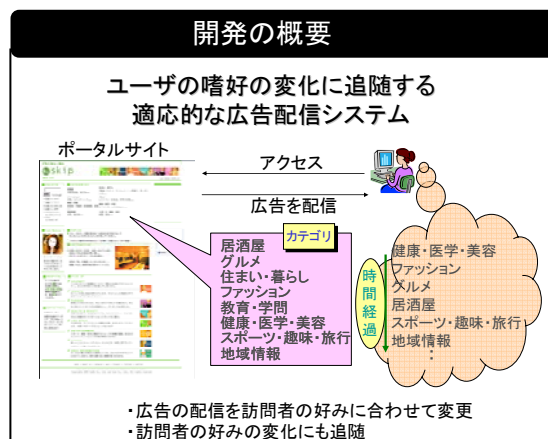 開発の概要
ユーザの嗜好の変化に追随する
適応的な広告配信システム
ポータルサイト
skip
アクセス
広告を配信
カテゴリ
居酒屋
グルメ
住まい・暮らし
ファッション
教育・学問
健康・医学・美容
スポーツ・趣味・旅行
地域情報
時間経過
健康・医学・美容
ファッション
グルメ
居酒屋
スポーツ・趣味・旅行
地域情報
：
・広告の配信を訪問者の好みに合わせて変更
・訪問者の好みの変化にも追随